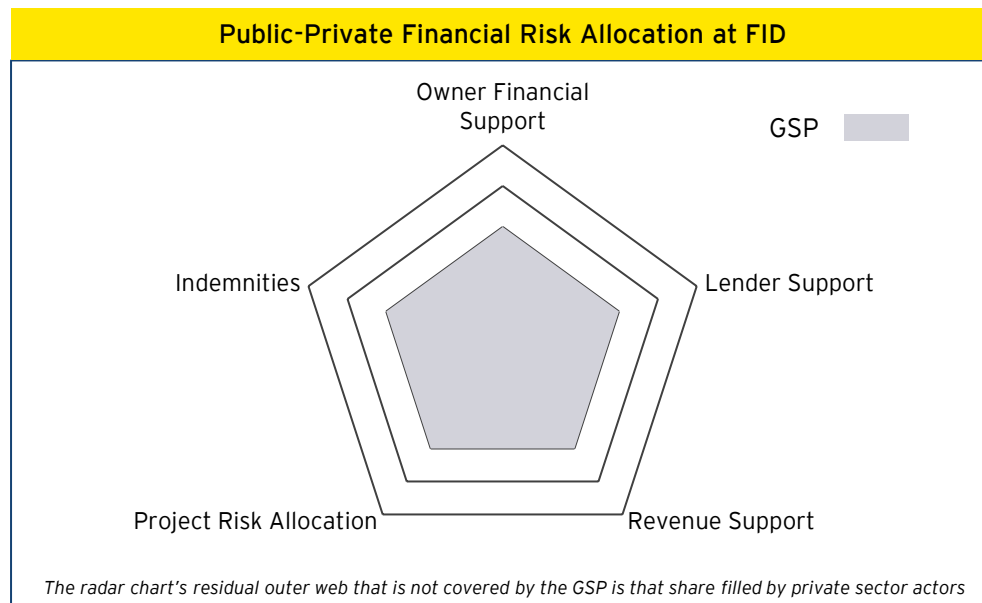 Public-Private Financial Risk Allocation at FID
Owner Financial
Support
GSP
Indemnities
Lender Support
Project Risk Allocation
Revenue Support
The radar chart's residual outer web that is not covered by the GSP is that share filled by private sector actors